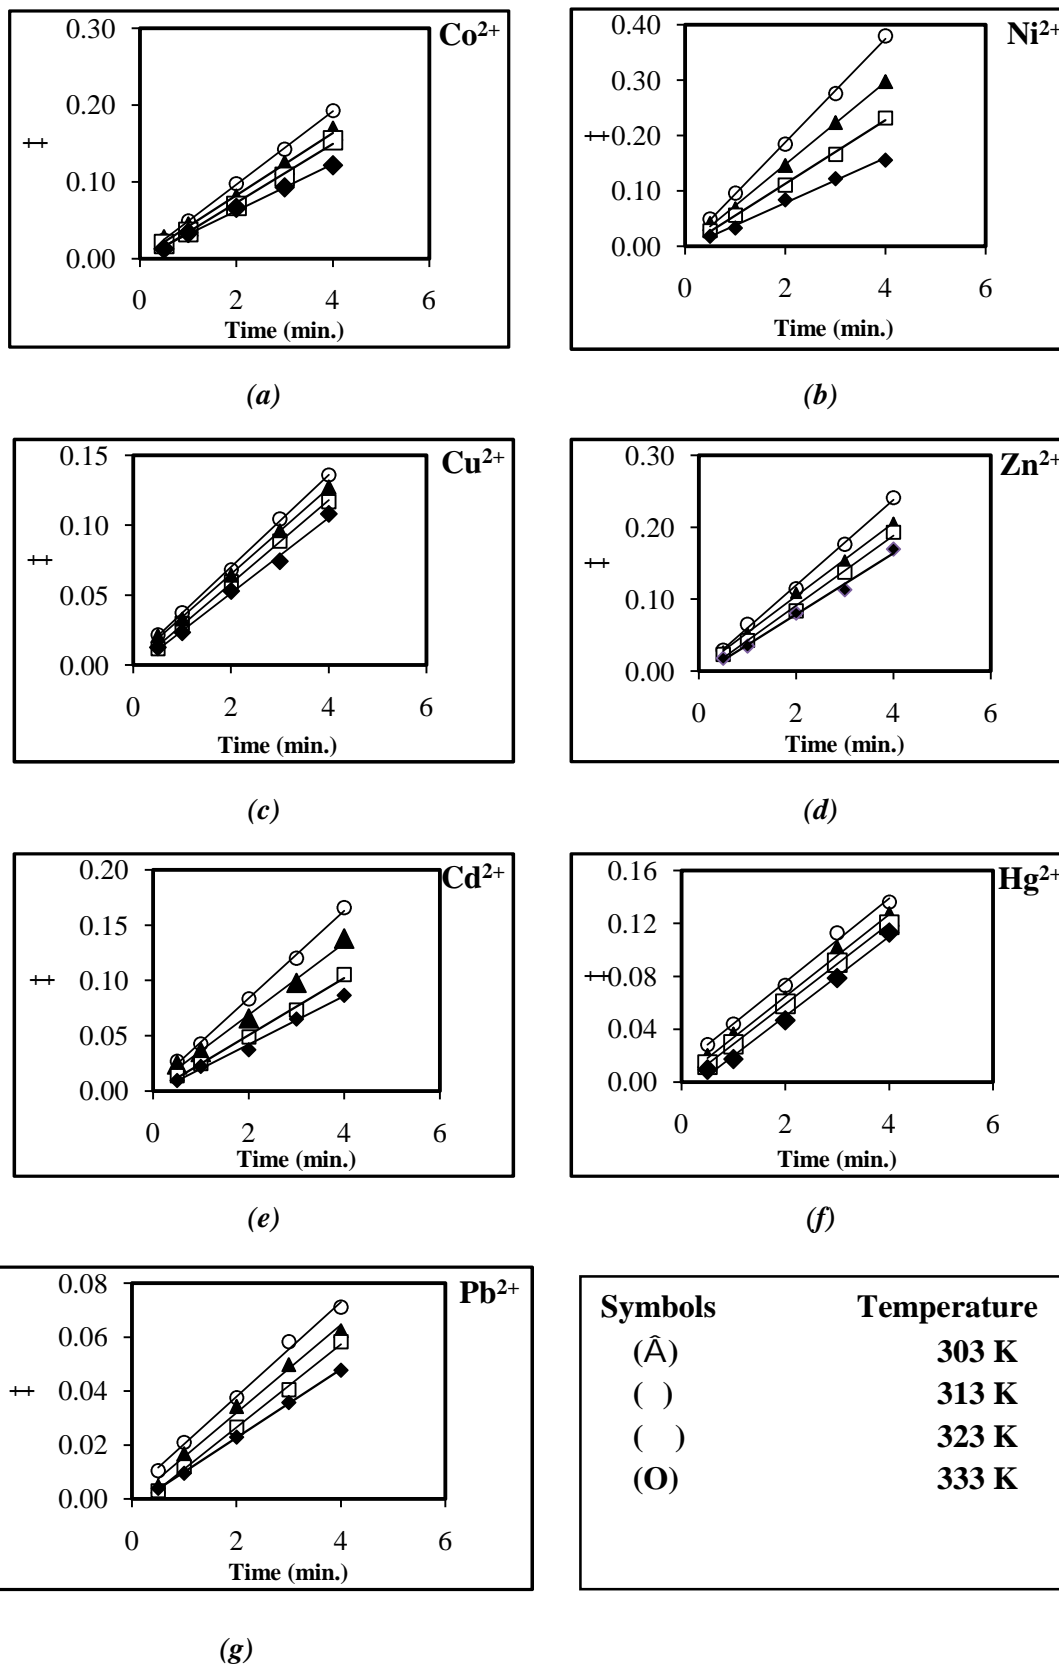 Co2+
0.30
0.20
‡
0.10
0.00
0 2 4 6
Time (min.)
(a)
Ni2+
0.40
0.30
‡ 0.20
0.10
0.00
0 2 4 6
Time (min.)
(b)
Cu2+
0.15
0.10
‡
0.05
0.00
0 2 4 6
Time (min.)
(c)
Zn2+
0.30
0.20
‡
0.10
0.00
0 2 4 6
Time (min.)
(d)
Cd2+
0.20
0.15
‡ 0.10
0.05
0.00
0 2 4 6
Time (min.)
(e)
Hg2+
0.16
0.12
‡ 0.08
0.04
0.00
0 2 4 6
Time (min.)
(f)
Pb2+
0.08
0.06
‡ 0.04
0.02
0.00
0 2 4 6
Time (min.)
(g)
Symbols Temperature
(Â) 303 K
( ) 313 K
( ) 323 K
(O) 333 K